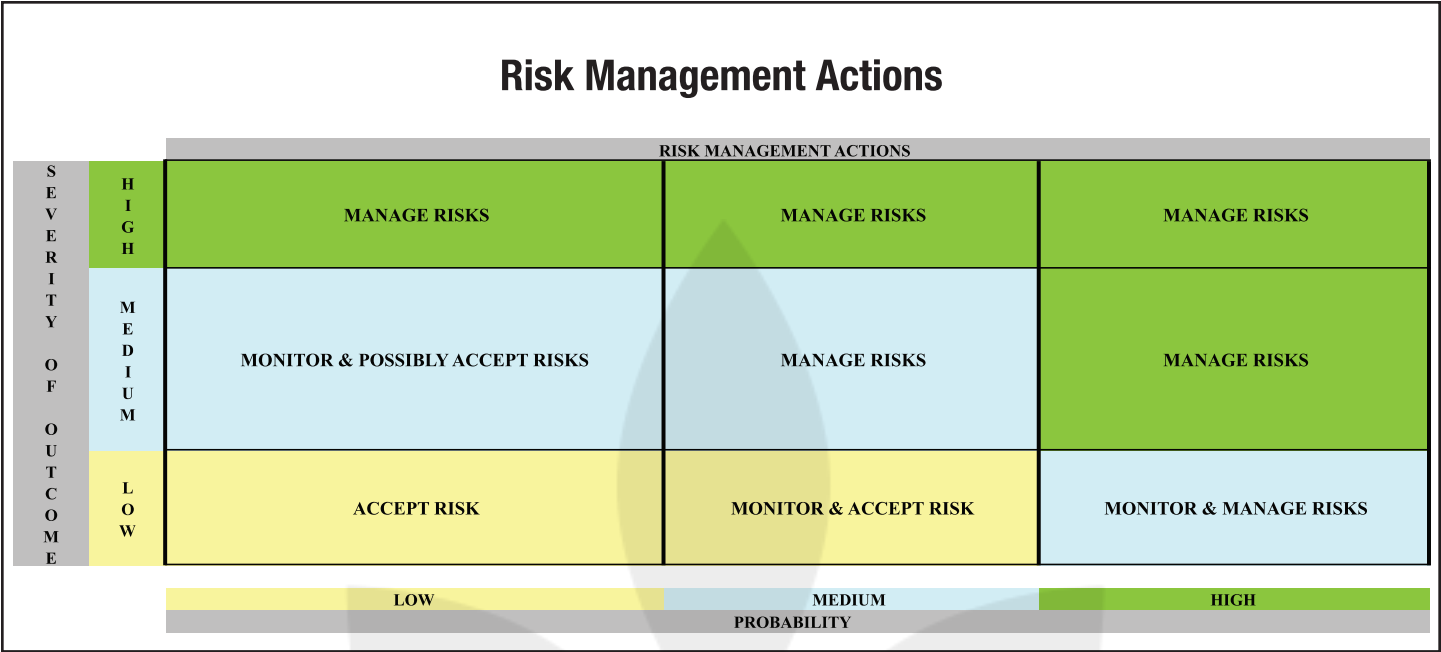 Risk Management Actions
RISK MANAGEMENT ACTIONS
SEVERITY OF OUTCOME
HIGH
MANAGE RISKS
MANAGE RISKS
MANAGE RISKS
MEDIUM
MONITOR & POSSIBLY ACCEPT RISKS
MANAGE RISKS
MANAGE RISKS
LOW
ACCEPT RISK
MONITOR & ACCEPT RISK
MONITOR & MANAGE RISKS
LOW
MEDIUM
HIGH
PROBABILITY